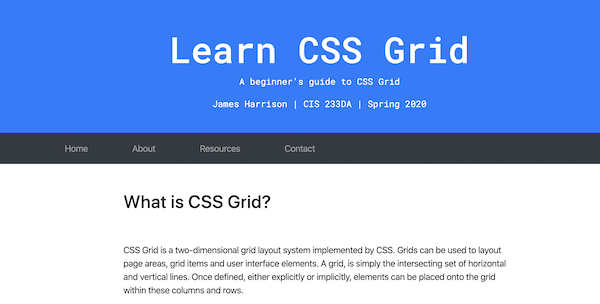 Learn CSS Grid
A beginner's guide to CSS Grid
James Harrison | CIS 233DA | Spring 2020
Home About Resources Contact
What is CSS Grid?
CSS Grid is a two-dimensional grid layout system implemented by CSS. Grids can be used to layout
page areas, grid items and user interface elements. A grid, is simply the intersecting set of horizontal
and vertical lines. Once defined, either explicitly or implicitly, elements can be placed onto the grid
within these columns and rows.